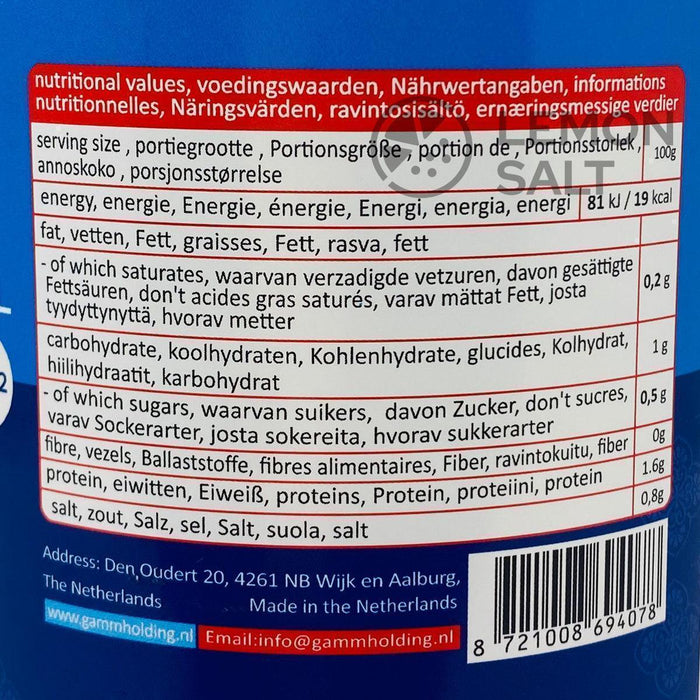 nutritional values, voedingswaarden, Nährwertangaben, informations
nutritionnelles, Näringsvärden, ravintosisältö, ernæringsmessige verdier
LEMON
SALT
serving size , portiegrootte , Portionsgröße , portion de , Portionsstorlek , 100g
annoskoko , porsjonsstørrelse
energy, energie, Energie, énergie, Energi, energia, energi 81 kJ / 19 kcal
fat, vetten, Fett, graisses, Fett, rasva, fett
- of which saturates, waarvan verzadigde vetzuren, davon gesättigte 0,2 g
Fettsäuren, don't acides gras saturés, varav mättat Fett, josta
tyydyttynyttä, hvorav metter
carbohydrate, koolhydraten, Kohlenhydrate, glucides, Kolhydrat, 1 g
hiilihydraatit, karbohydrat
- of which sugars, waarvan suikers, davon Zucker, don't sucres, 0,5 g
varav Sockerarter, josta sokereita, hvorav sukkerarter
fibre, vezels, Ballaststoffe, fibres alimentaires, Fiber, ravintokuitu, fiber 0g
protein, eiwitten, Eiweiß, proteins, Protein, proteiini, protein 1.6g
salt, zout, Salz, sel, Salt, suola, salt 0,8g
Address: Den Oudert 20, 4261 NB Wijk en Aalburg,
The Netherlands Made in the Netherlands
www.gammholding.nl Email:info@gammholding.nl
8 721008 694078
2